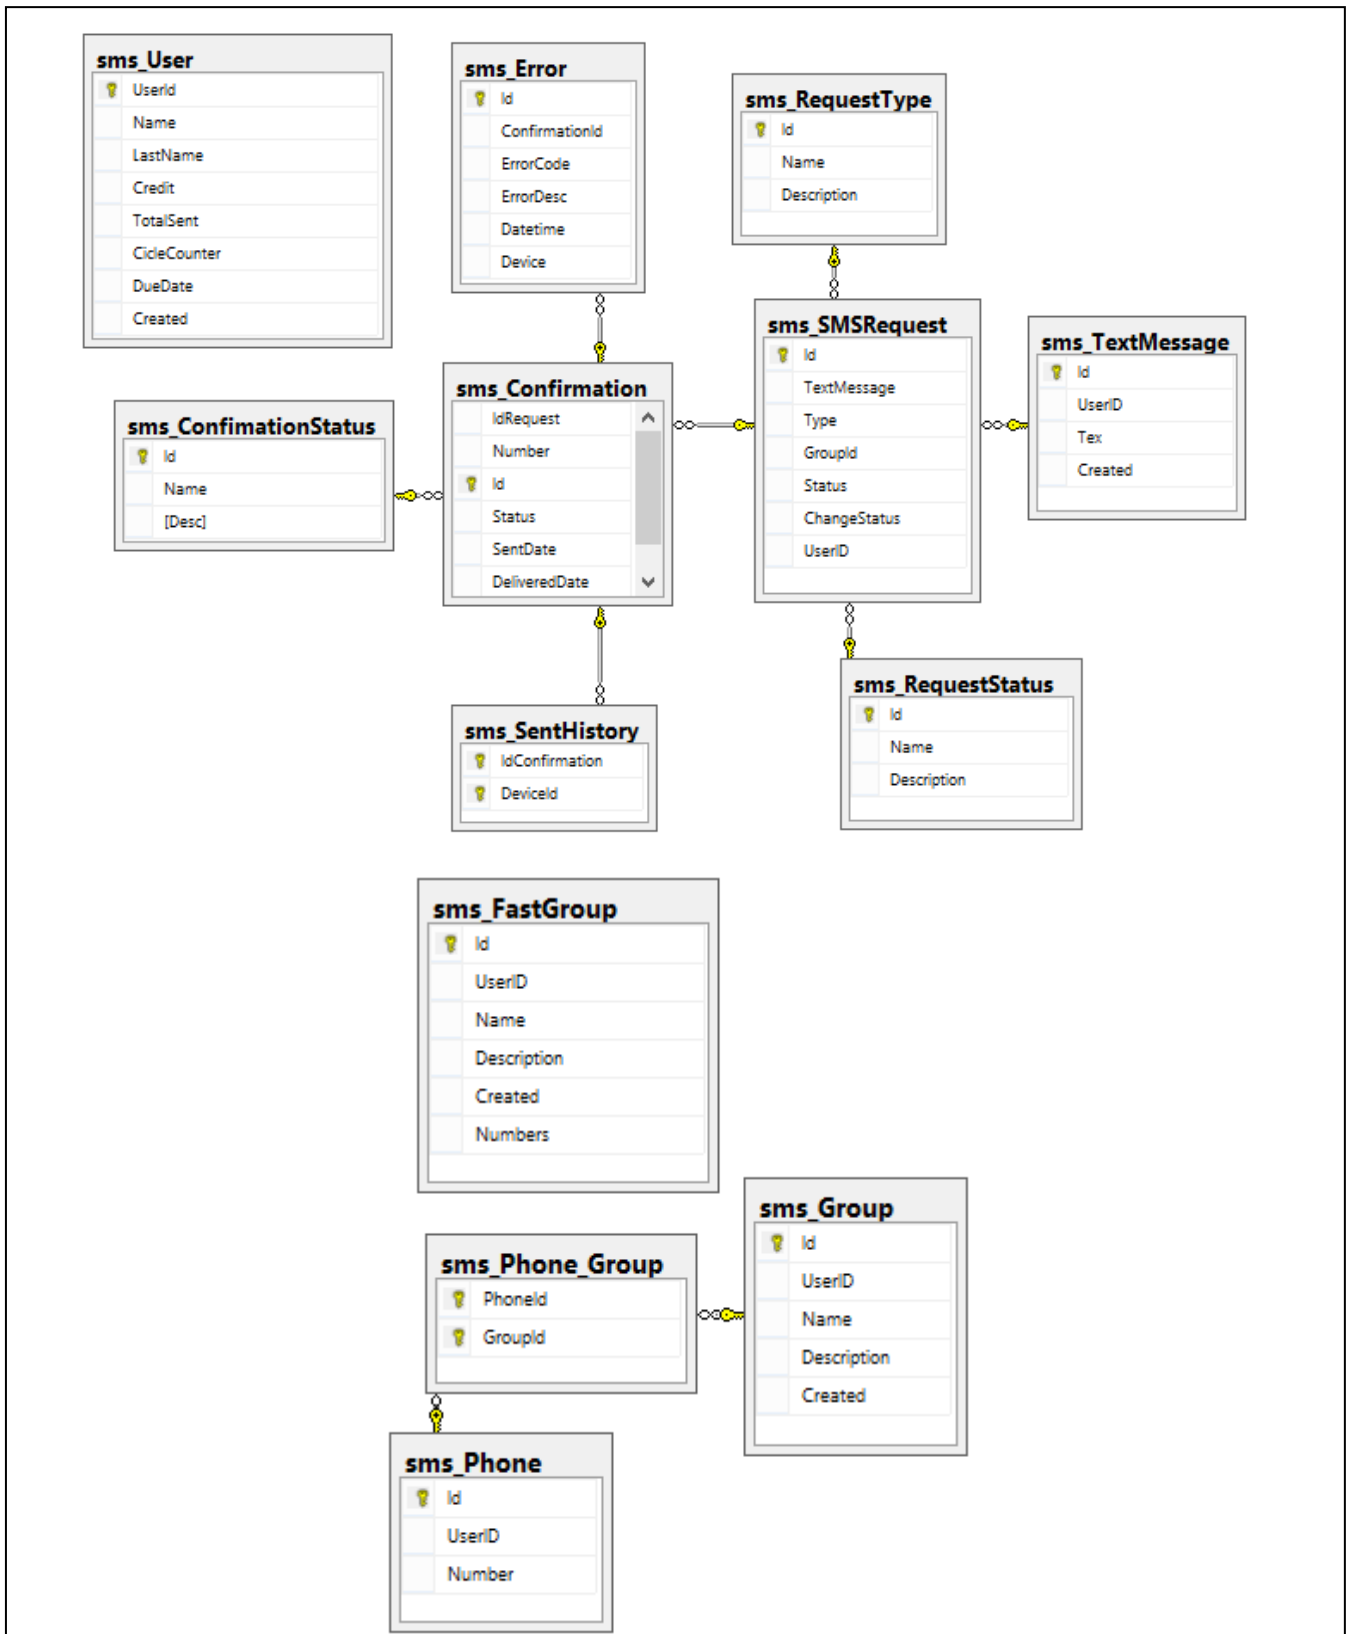 sms_User
UserId
Name
LastName
Credit
TotalSent
CicleCounter
DueDate
Created
sms_Error
Id
ConfirmationId
ErrorCode
ErrorDesc
Datetime
Device
sms_RequestType
Id
Name
Description
sms_ConfimationStatus
Id
Name
[Desc]
sms_Confirmation
IdRequest
Number
Id
Status
SentDate
DeliveredDate
sms_SMSRequest
Id
TextMessage
Type
GroupId
Status
ChangeStatus
UserID
sms_TextMessage
Id
UserID
Tex
Created
sms_SentHistory
IdConfirmation
DeviceId
sms_RequestStatus
Id
Name
Description
sms_FastGroup
Id
UserID
Name
Description
Created
Numbers
sms_Phone_Group
PhoneId
GroupId
sms_Group
Id
UserID
Name
Description
Created
sms_Phone
Id
UserID
Number